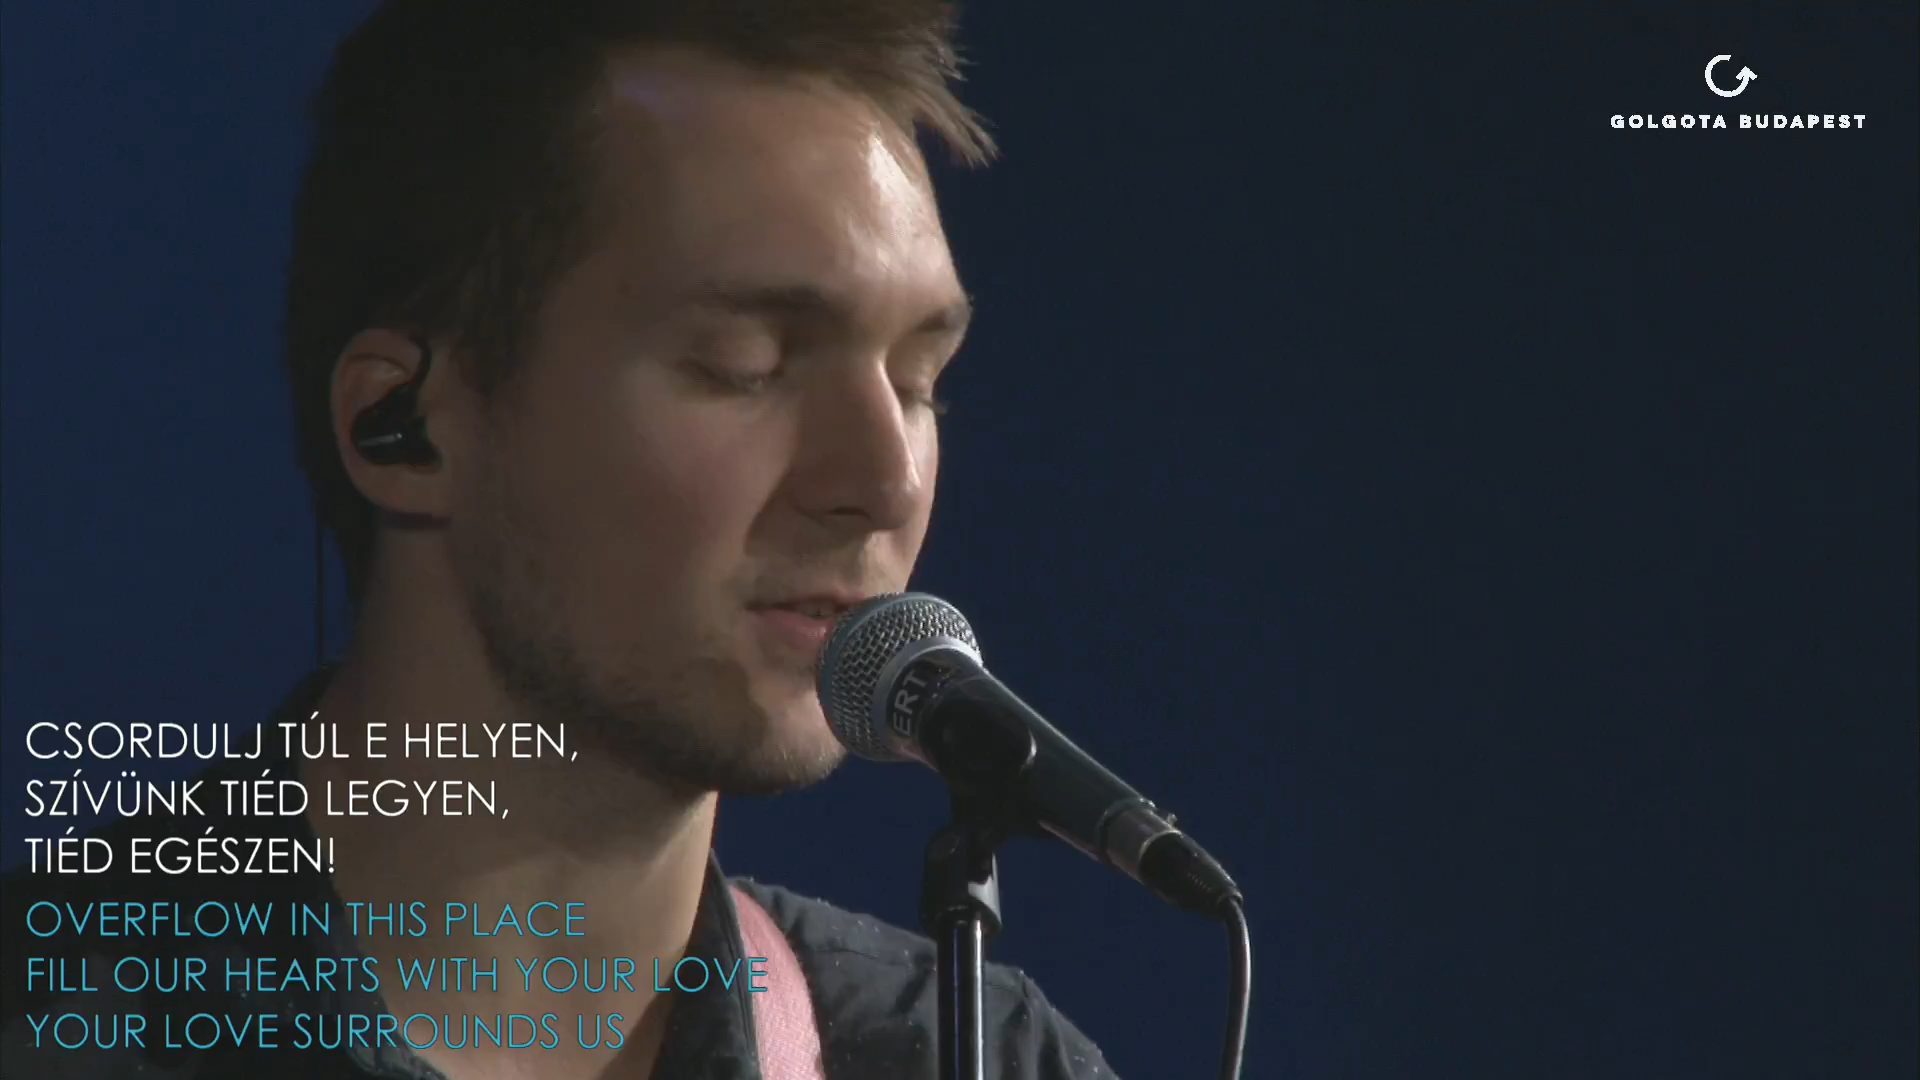 GOLGOTA BUDAPEST
ERT
CSORDULJ TÚL E HELYEN,
SZÍVÜNK TIÉD LEGYEN,
TIÉD EGÉSZEN!
OVERFLOW IN THIS PLACE
FILL OUR HEARTS WITH YOUR LOVE
YOUR LOVE SURROUNDS US